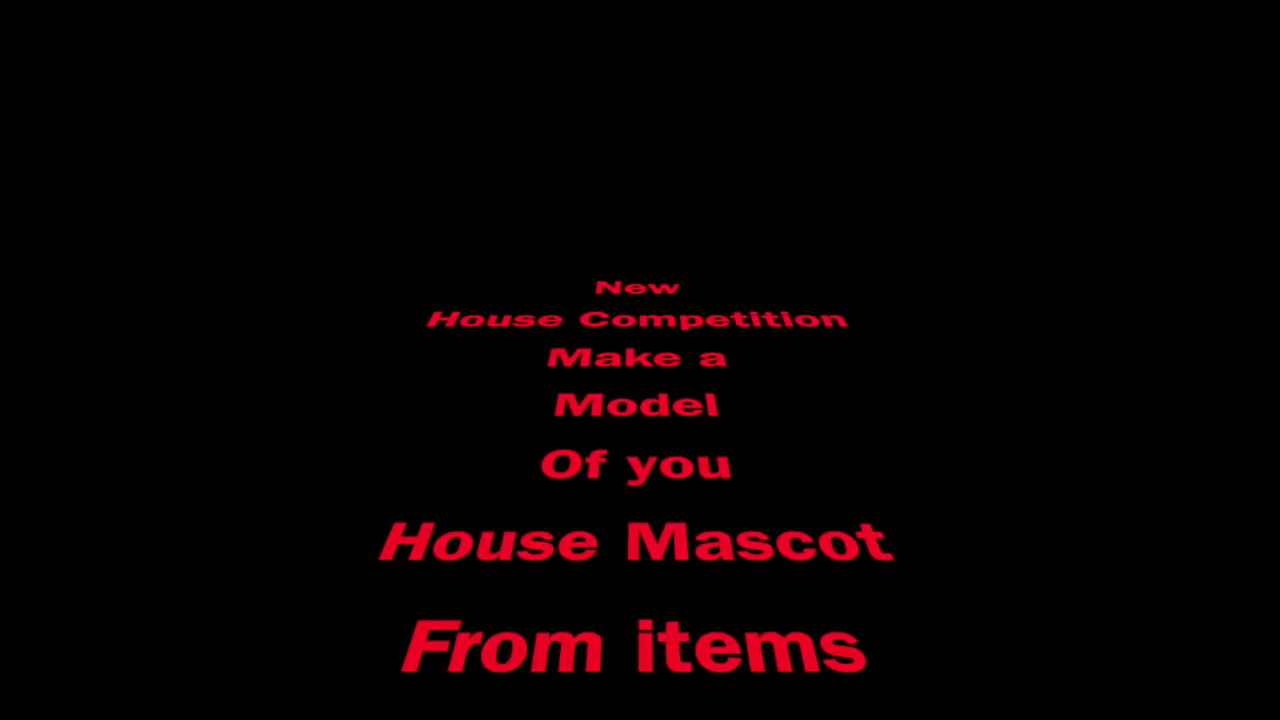 New
House Competition
Make a
Model
Of you
House Mascot
From items